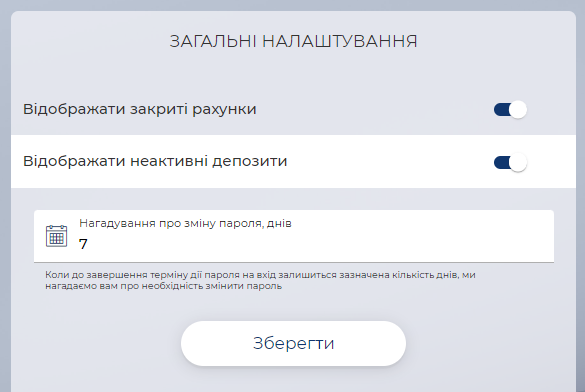 ЗАГАЛЬНІ НАЛАШТУВАННЯ
Відображати закриті рахунки
Відображати неактивні депозити
Нагадування про зміну пароля, днів
7
Коли до завершення терміну дії пароля на вхід залишиться зазначена кількість днів, ми
нагадаємо вам про необхідність змінити пароль
Зберегти